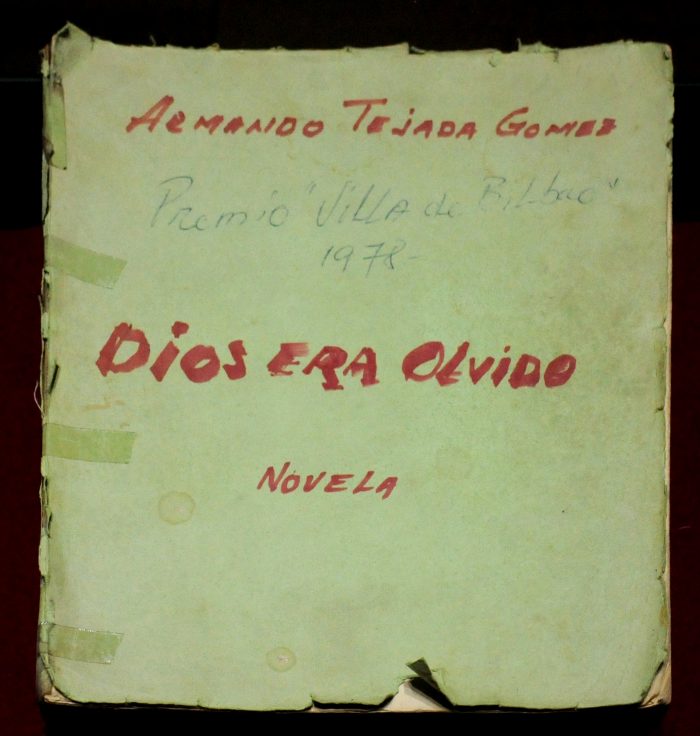 ARMANDO TEJADA GOMEZ
Premio "Villa de Bilbao"
1978-
DIOS ERA OLVIDO
NOVELA